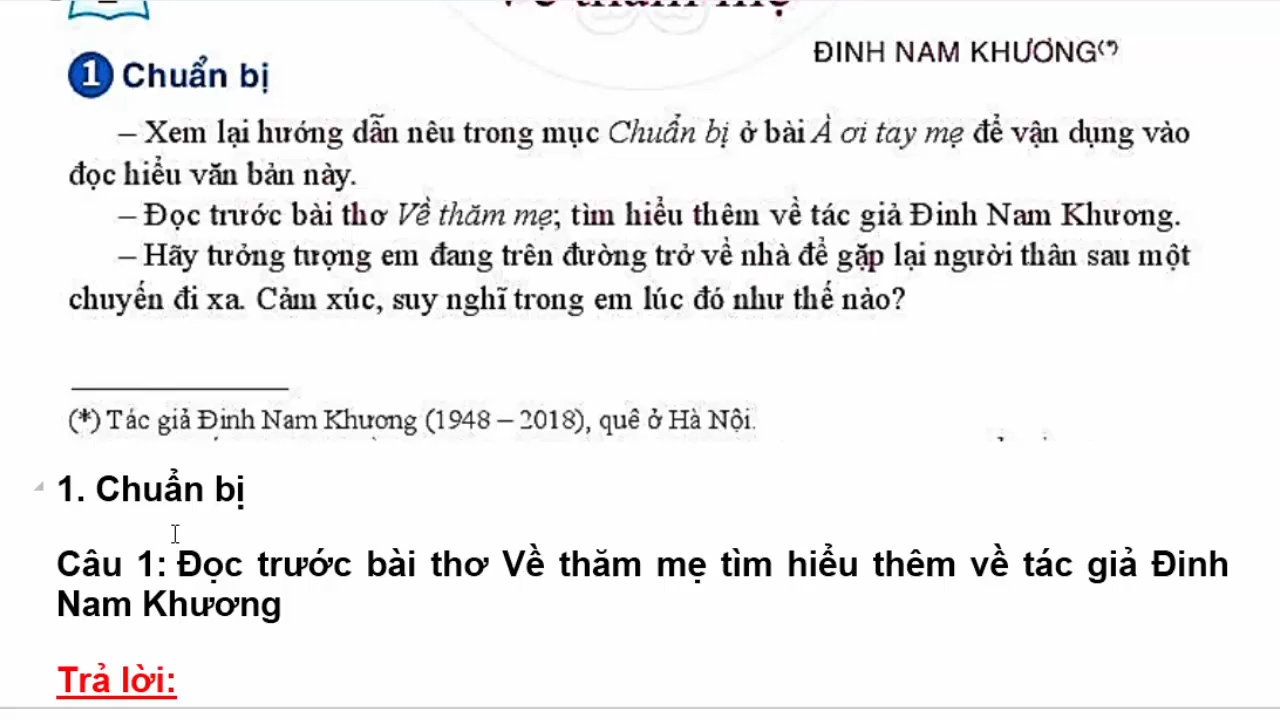 Về thăm mẹ
ĐINH NAM KHƯƠNG(*)
1 Chuẩn bị
– Xem lại hướng dẫn nêu trong mục Chuẩn bị ở bài À ơi tay mẹ để vận dụng vào
đọc hiểu văn bản này.
– Đọc trước bài thơ Về thăm mẹ; tìm hiểu thêm về tác giả Đinh Nam Khương.
– Hãy tưởng tượng em đang trên đường trở về nhà để gặp lại người thân sau một
chuyến đi xa. Cảm xúc, suy nghĩ trong em lúc đó như thế nào?
(*) Tác giả Đinh Nam Khương (1948 – 2018), quê ở Hà Nội.
1. Chuẩn bị
Câu 1: Đọc trước bài thơ Về thăm mẹ tìm hiểu thêm về tác giả Đinh
Nam Khương
Trả lời: